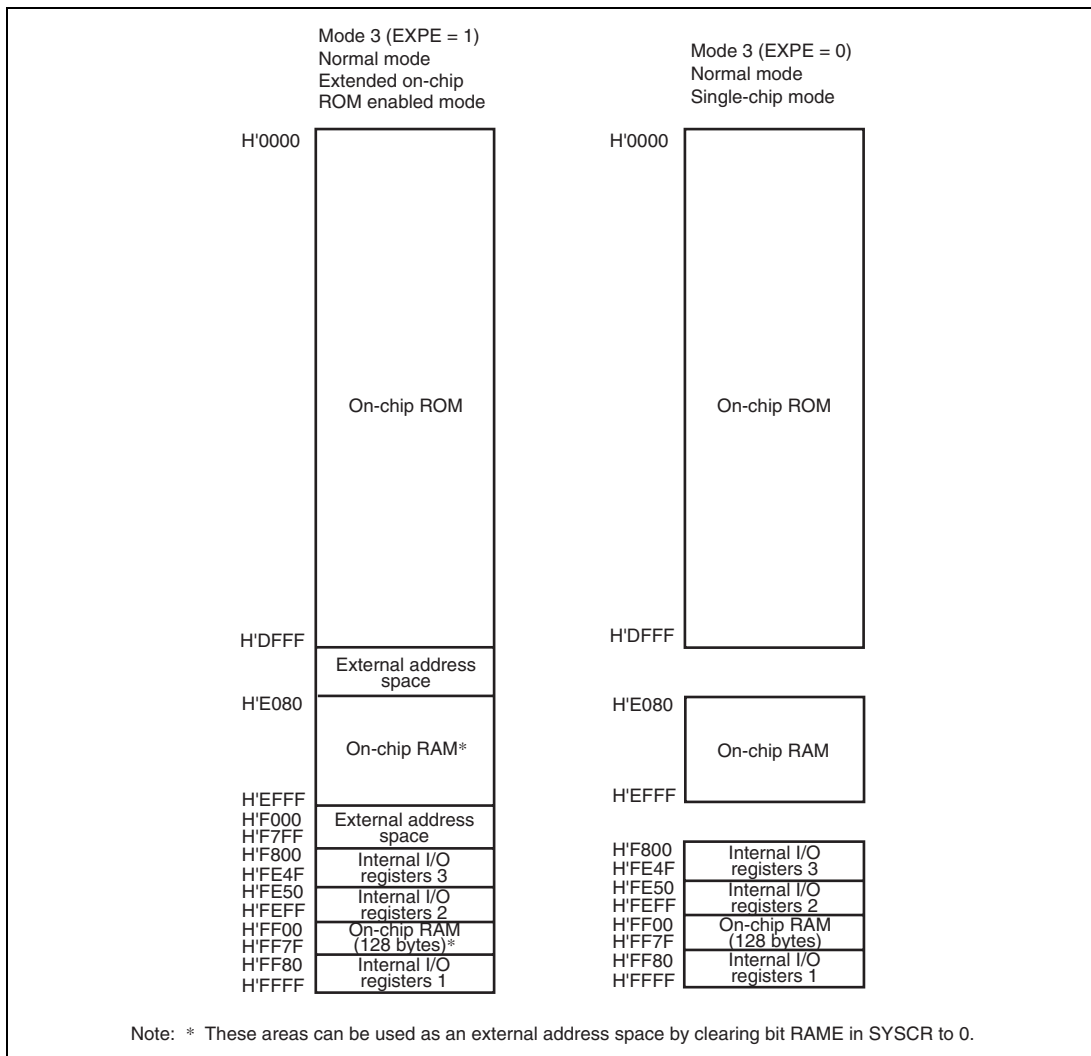 Mode 3 (EXPE = 1)
Normal mode
Extended on-chip
ROM enabled mode
H'0000
On-chip ROM
H'DFFF
External address
space
H'E080
On-chip RAM*
H'EFFF
H'F000
External address
space
H'F7FF
H'F800
Internal I/O
registers 3
H'FE4F
H'FE50
Internal I/O
registers 2
H'FEFF
H'FF00
On-chip RAM
(128 bytes)*
H'FF7F
H'FF80
Internal I/O
registers 1
H'FFFF
Mode 3 (EXPE = 0)
Normal mode
Single-chip mode
H'0000
On-chip ROM
H'DFFF
H'E080
On-chip RAM
H'EFFF
H'F800
Internal I/O
registers 3
H'FE4F
H'FE50
Internal I/O
registers 2
H'FEFF
H'FF00
On-chip RAM
(128 bytes)
H'FF7F
H'FF80
Internal I/O
registers 1
H'FFFF
Note: * These areas can be used as an external address space by clearing bit RAME in SYSCR to 0.